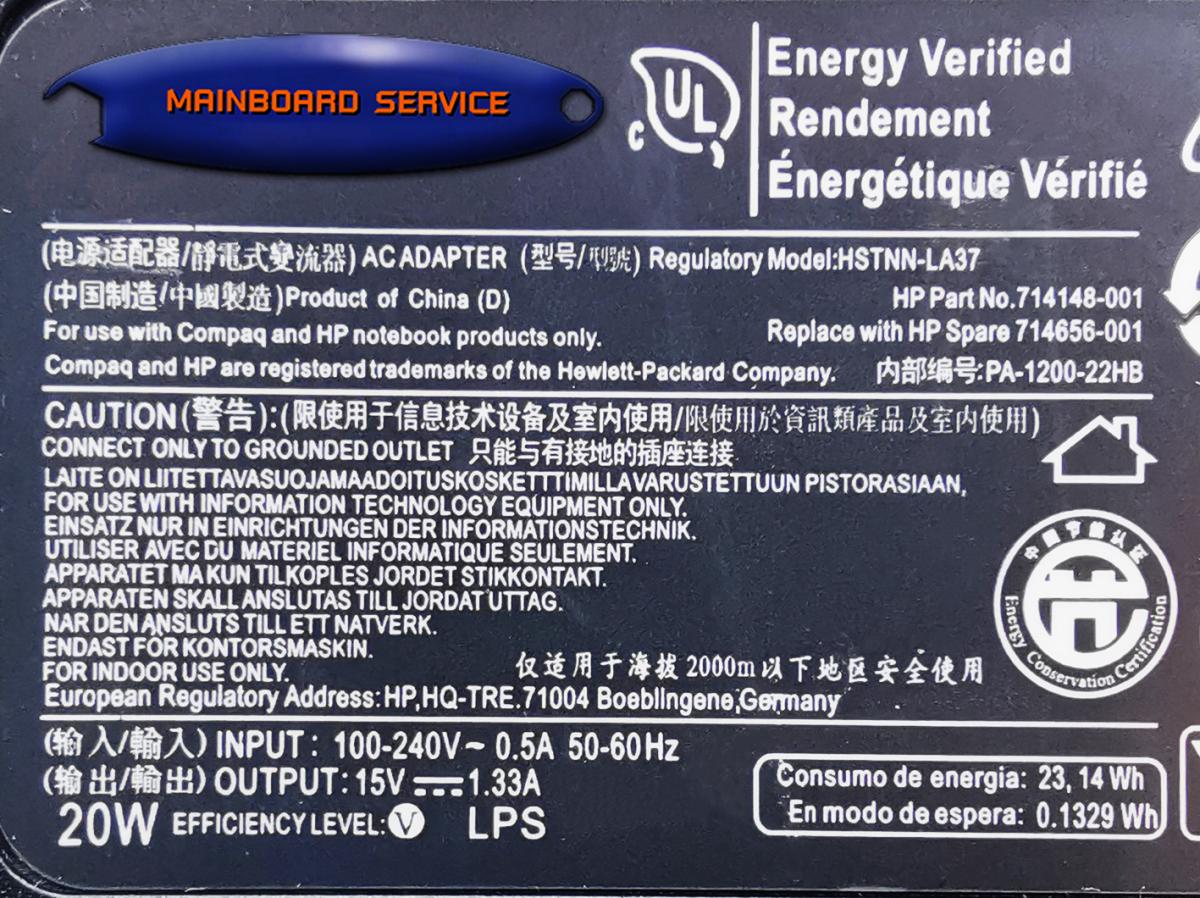 MAINBOARD SERVICE
c UL
Energy Verified
Rendement
Énergétique Vérifié
(电源适配器/靜電式變流器) AC ADAPTER (型号/型號) Regulatory Model:HSTNN-LA37
(中国制造/中國製造)Product of China (D)
HP Part No.714148-001
For use with Compaq and HP notebook products only.
Replace with HP Spare 714656-001
Compaq and HP are registered trademarks of the Hewlett-Packard Company.
内部编号:PA-1200-22HB
CAUTION (警告):(限使用于信息技术设备及室内使用/限使用於資訊類產品及室内使用)
CONNECT ONLY TO GROUNDED OUTLET 只能与有接地的插座连接
LAITE ON LIITETTAVASUOJAMAADOITUSKOSKETTTIMILLAVARUSTETTUUN PISTORASIAAN,
FOR USE WITH INFORMATION TECHNOLOGY EQUIPMENT ONLY.
EINSATZ NUR IN EINRICHTUNGEN DER INFORMATIONSTECHNIK.
UTILISER AVEC DU MATERIEL INFORMATIQUE SEULEMENT.
APPARATET MA KUN TILKOPLES JORDET STIKKONTAKT.
APPARATEN SKALL ANSLUTAS TILL JORDAT UTTAG.
NAR DEN ANSLUTS TILL ETT NATVERK.
ENDAST FÖR KONTORSMASKIN.
FOR INDOOR USE ONLY.
仅适用于海拔2000m以下地区安全使用
European Regulatory Address:HP,HQ-TRE.71004 Boeblingene,Germany
中国节能认证
Energy Conservation Certification
(输入/輸入) INPUT: 100-240V~ 0.5A 50-60Hz
(输出/輸出) OUTPUT:15V⎓1.33A
20W EFFICIENCY LEVEL:V LPS
Consumo de energia: 23, 14 Wh
En modo de espera: 0.1329 Wh